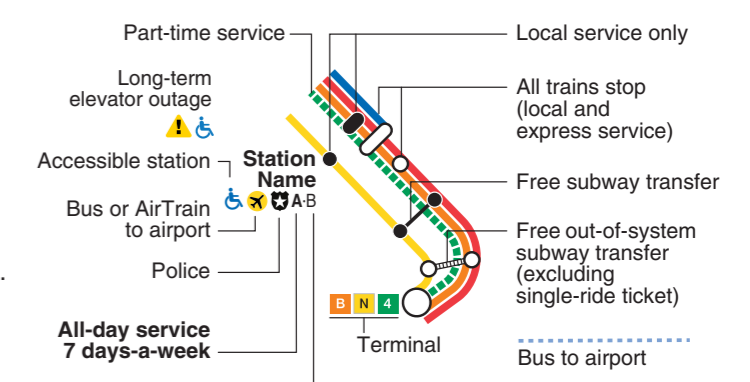 Part-time service
Long-term
elevator outage
Accessible station
Station
Name
A·B
Bus or AirTrain
to airport
Police
All-day service
7 days-a-week
Local service only
All trains stop
(local and
express service)
Free subway transfer
Free out-of-system
subway transfer
(excluding
single-ride ticket)
B N 4
Terminal
Bus to airport
.